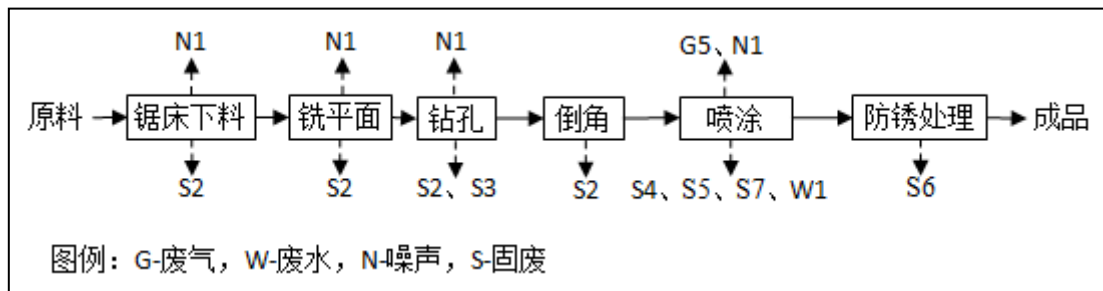 N1 N1 N1 G5、N1
原料 锯床下料 铣平面 钻孔 倒角 喷涂 防锈处理 成品
S2 S2 S2、S3 S2 S4、S5、S7、W1 S6
图例：G-废气，W-废水，N-噪声，S-固废